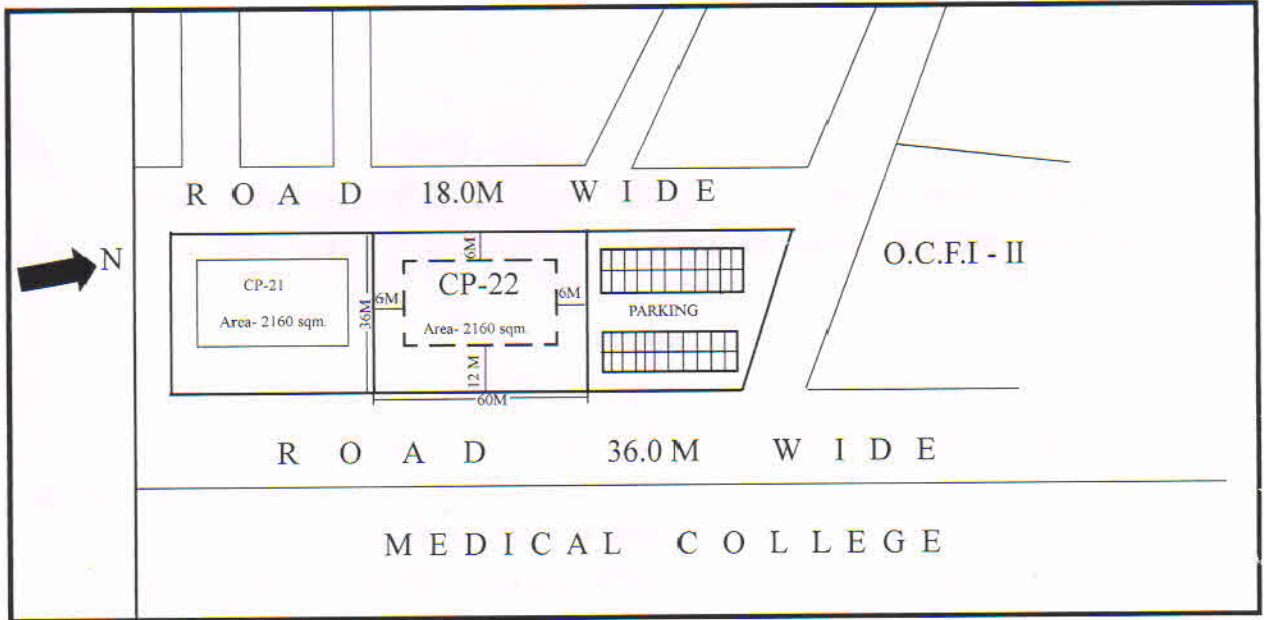 ROAD 18.0M WIDE
N
O.C.F.I - II
CP-21
Area- 2160 sqm
36M
6M
6M
CP-22
Area- 2160 sqm
6M
12 M
60M
PARKING
ROAD 36.0 M WIDE
MEDICAL COLLEGE